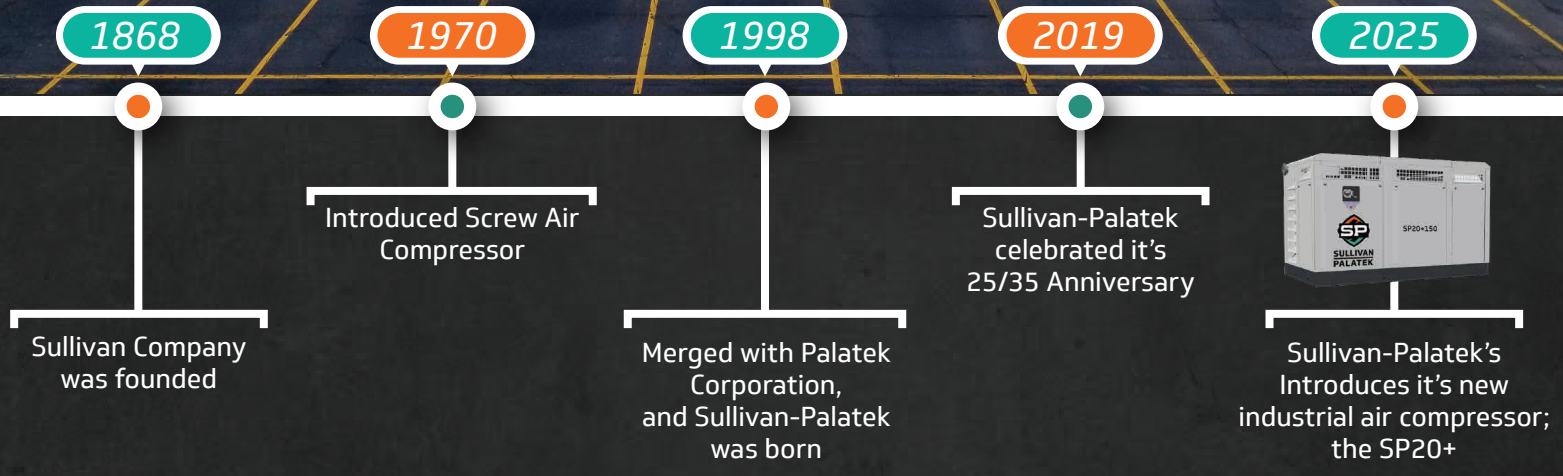 1868
Sullivan Company
was founded
1970
Introduced Screw Air
Compressor
1998
Merged with Palatek
Corporation,
and Sullivan-Palatek
was born
2019
Sullivan-Palatek
celebrated it's
25/35 Anniversary
2025
SP
SULLIVAN
PALATEK
SP20+150
Sullivan-Palatek’s
Introduces it’s new
industrial air compressor;
the SP20+